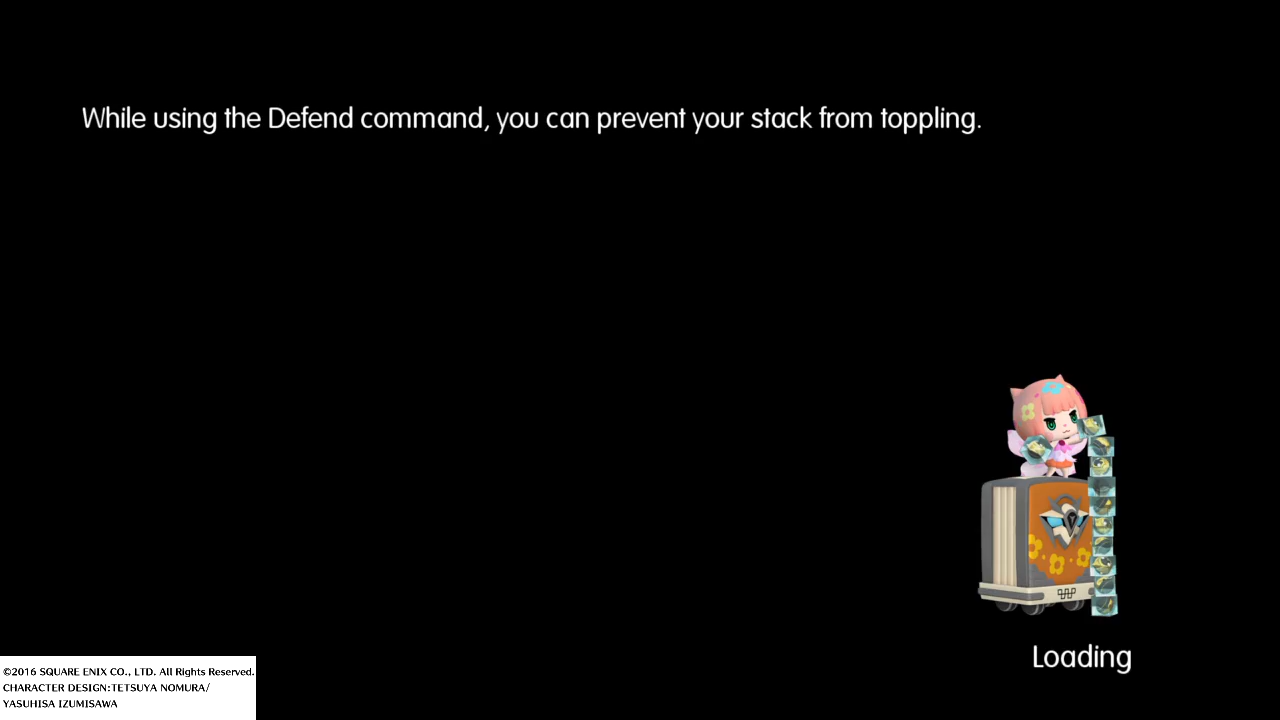 While using the Defend command, you can prevent your stack from toppling.
Loading
©2016 SQUARE ENIX CO., LTD. All Rights Reserved.
CHARACTER DESIGN:TETSUYA NOMURA/
YASUHISA IZUMISAWA